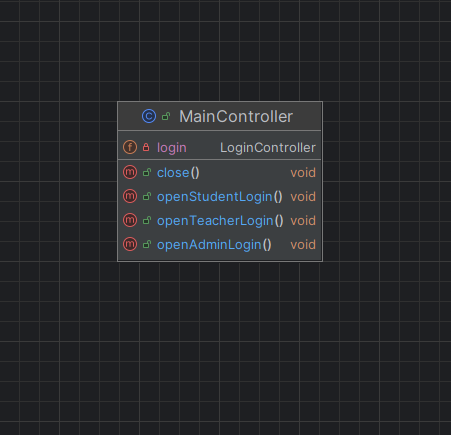 MainController
login LoginController
close() void
openStudentLogin() void
openTeacherLogin() void
openAdminLogin() void